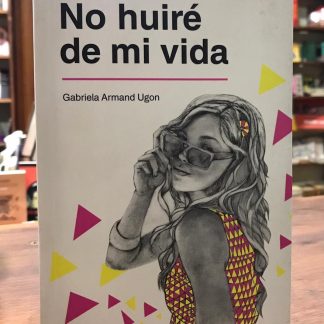 No huiré
de mi vida
Gabriela Armand Ugon